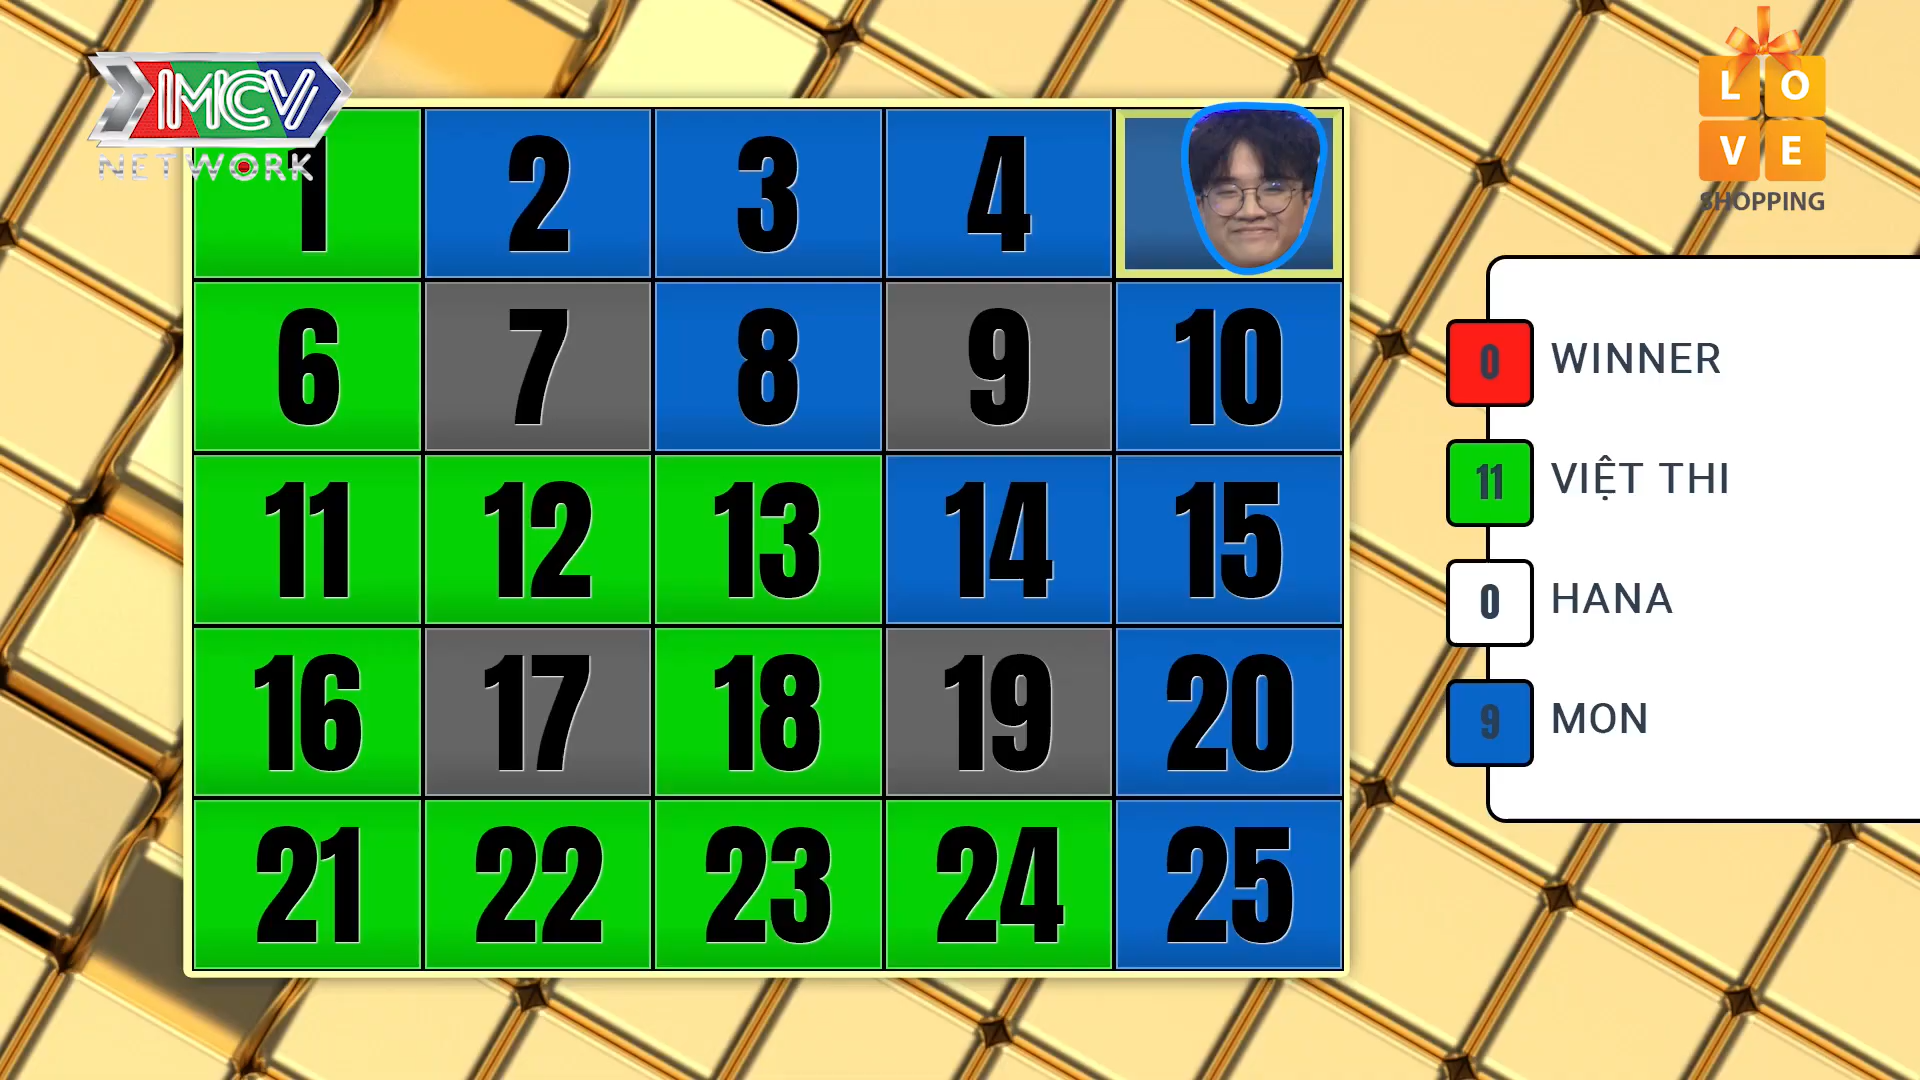 MCV
NETWORK
L O
V E
SHOPPING
1 2 3 4
6 7 8 9 10
11 12 13 14 15
16 17 18 19 20
21 22 23 24 25
0 WINNER
11 VIỆT THI
0 HANA
9 MON